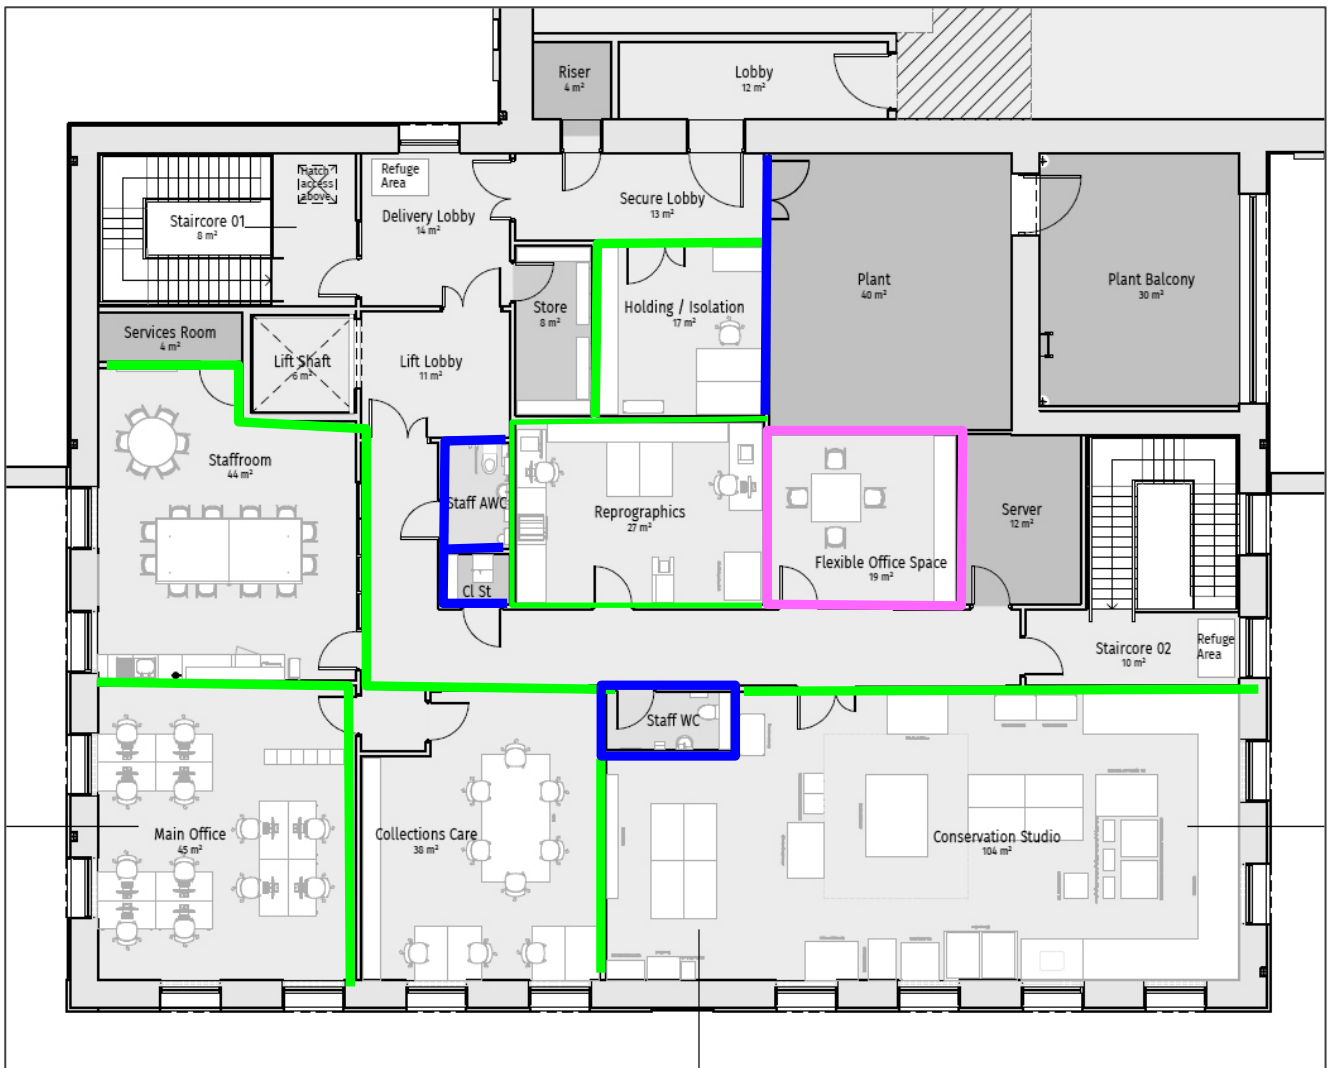 Riser
4 m²
Lobby
12 m²
Refuge
Area
Hatch
access
above
Staircore 01
8 m²
Delivery Lobby
14 m²
Secure Lobby
13 m²
Plant
40 m²
Plant Balcony
30 m²
Services Room
4 m²
Lift Shaft
6 m²
Lift Lobby
11 m²
Store
8 m²
Holding / Isolation
17 m²
Staffroom
44 m²
Staff AWC
Cl St
Reprographics
27 m²
Flexible Office Space
19 m²
Server
12 m²
Staircore 02
10 m²
Refuge
Area
Staff WC
Main Office
45 m²
Collections Care
38 m²
Conservation Studio
104 m²